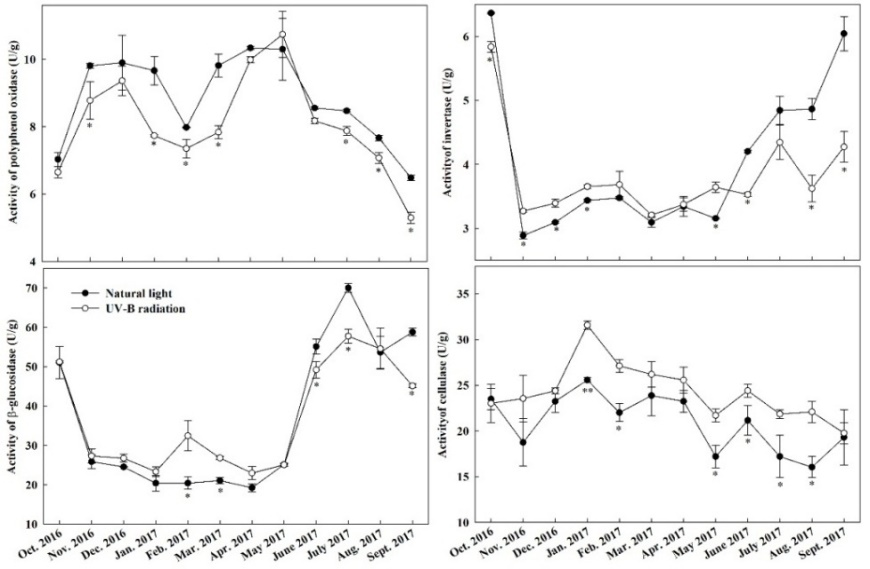 Activity of polyphenol oxidase (U/g)
10
8
6
4
*
*
*
*
*
*
*
Activityof invertase (U/g)
6
5
4
3
*
*
*
*
*
*
*
*
Activity of β-glucosidase (U/g)
70
60
50
40
30
20
10
Natural light
UV-B radiation
*
*
*
*
*
Oct. 2016
Nov. 2016
Dec. 2016
Jan. 2017
Feb. 2017
Mar. 2017
Apr. 2017
May 2017
June 2017
July 2017
Aug. 2017
Sept. 2017
Activityof cellulase (U/g)
35
30
25
20
15
10
**
*
*
*
*
*
Oct. 2016
Nov. 2016
Dec. 2016
Jan. 2017
Feb. 2017
Mar. 2017
Apr. 2017
May 2017
June 2017
July 2017
Aug. 2017
Sept. 2017